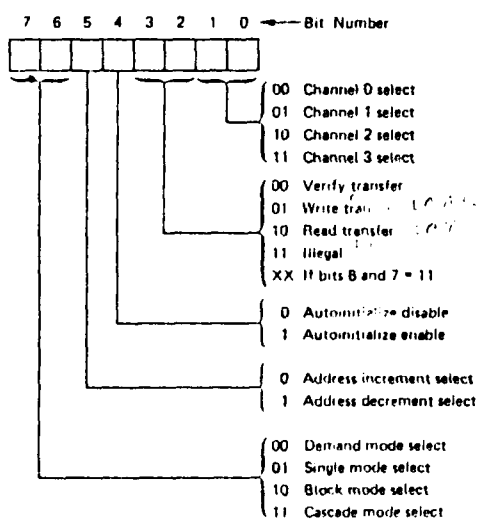 7 6 5 4 3 2 1 0 Bit Number
00 Channel 0 select
01 Channel 1 select
10 Channel 2 select
11 Channel 3 select
00 Verify transfer
01 Write
10 Read transfer
11 Illegal
XX If bits 6 and 7 = 11
0 Autoinitialize disable
1 Autoinitialize enable
0 Address increment select
1 Address decrement select
00 Demand mode select
01 Single mode select
10 Block mode select
11 Cascade mode select